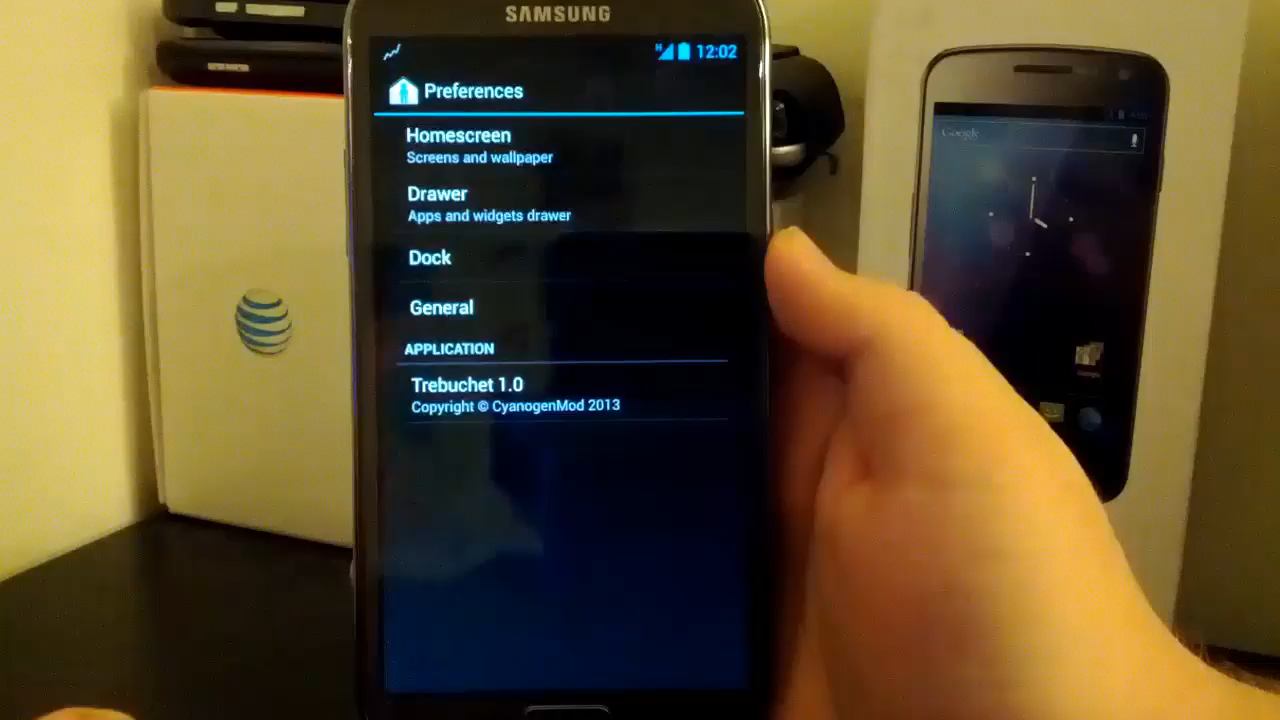 SAMSUNG
H 12:02
Preferences
Homescreen
Screens and wallpaper
Drawer
Apps and widgets drawer
Dock
General
APPLICATION
Trebuchet 1.0
Copyright © CyanogenMod 2013
Google